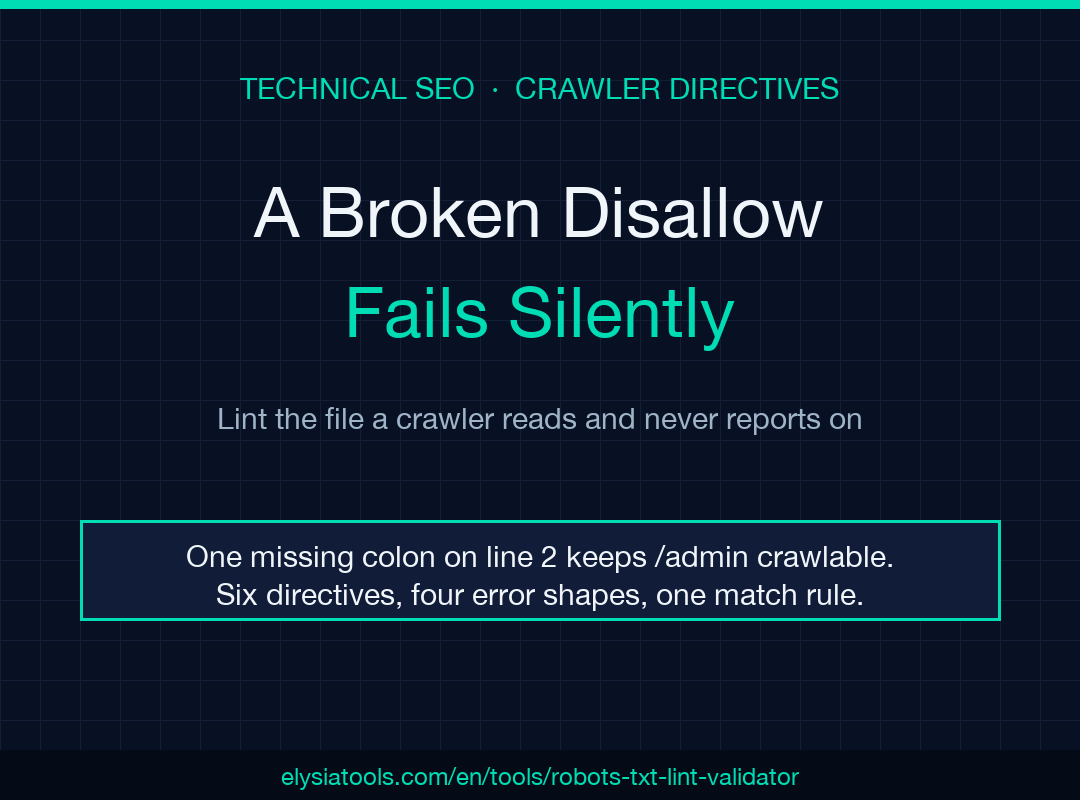 TECHNICAL SEO · CRAWLER DIRECTIVES
A Broken Disallow
Fails Silently
Lint the file a crawler reads and never reports on
One missing colon on line 2 keeps /admin crawlable.
Six directives, four error shapes, one match rule.
elysiatools.com/en/tools/robots-txt-lint-validator